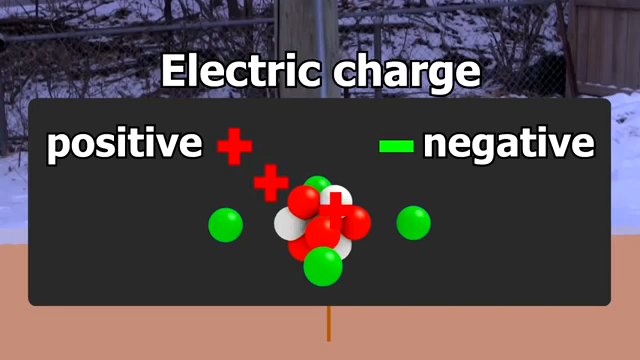 Electric charge
positive + - negative
+
+